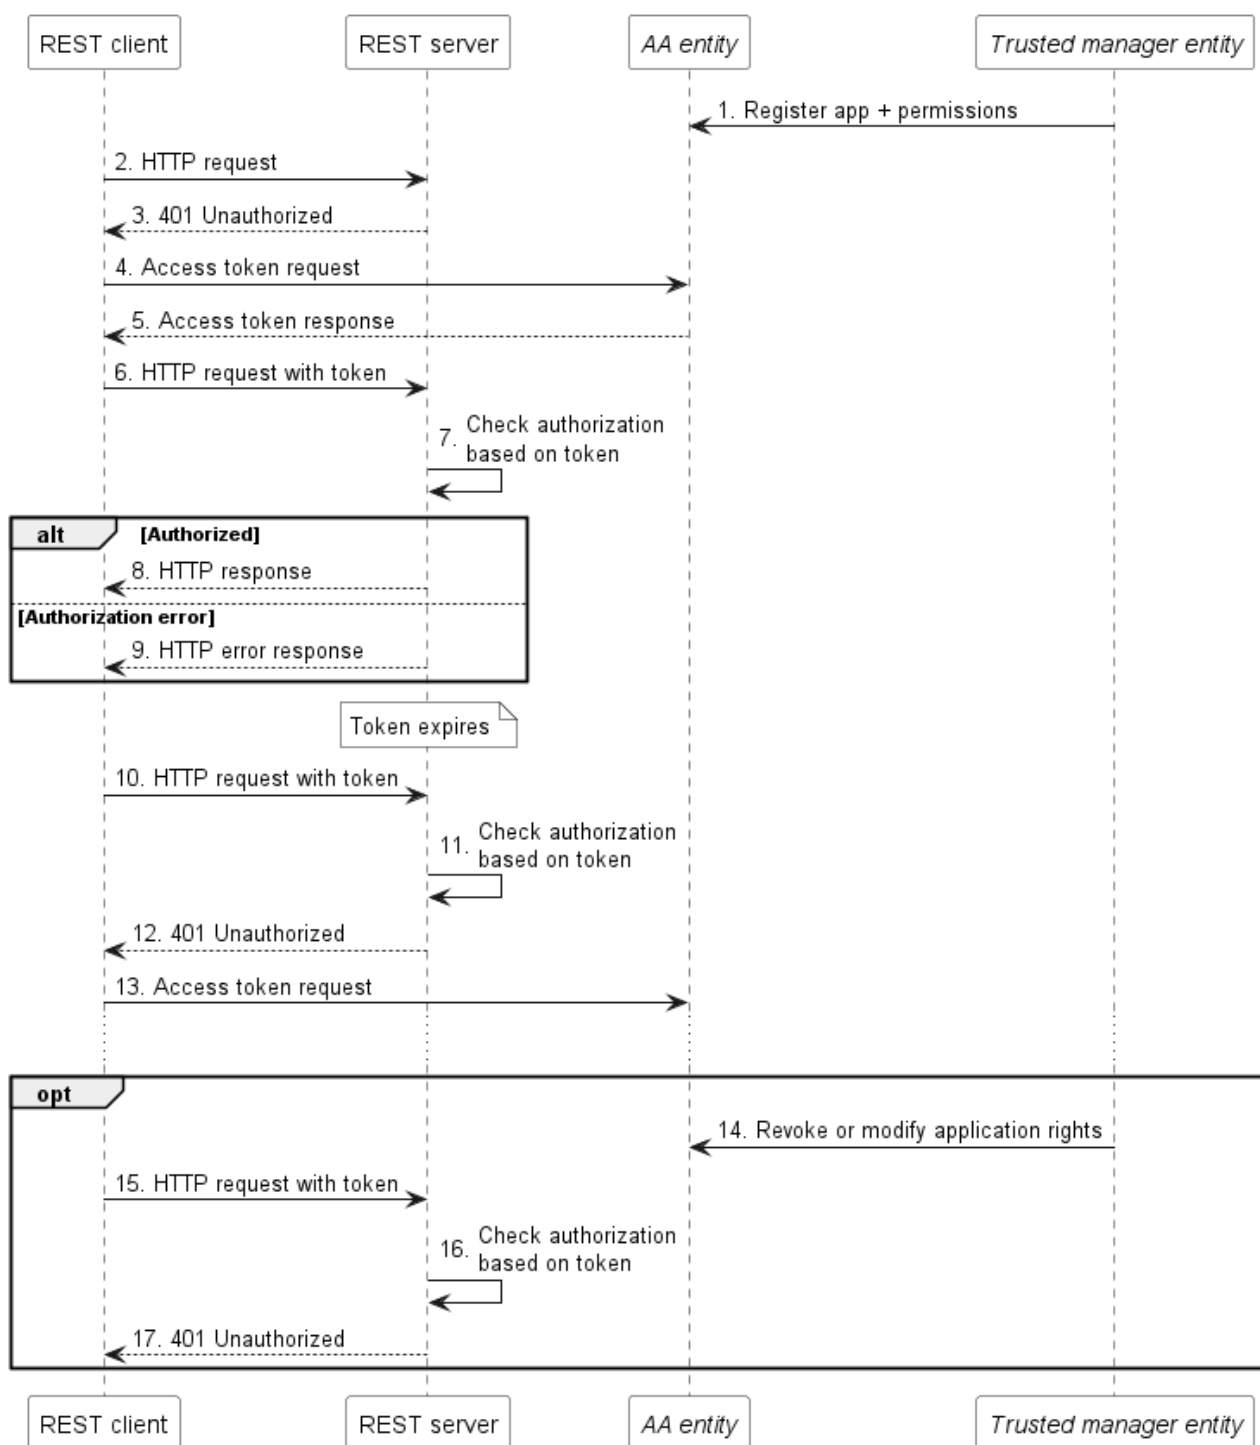 REST client
REST server
AA entity
Trusted manager entity
1. Register app + permissions
2. HTTP request
3. 401 Unauthorized
4. Access token request
5. Access token response
6. HTTP request with token
7. Check authorization
based on token
alt [Authorized]
8. HTTP response
[Authorization error]
9. HTTP error response
Token expires
10. HTTP request with token
11. Check authorization
based on token
12. 401 Unauthorized
13. Access token request
opt
14. Revoke or modify application rights
15. HTTP request with token
16. Check authorization
based on token
17. 401 Unauthorized
REST client
REST server
AA entity
Trusted manager entity